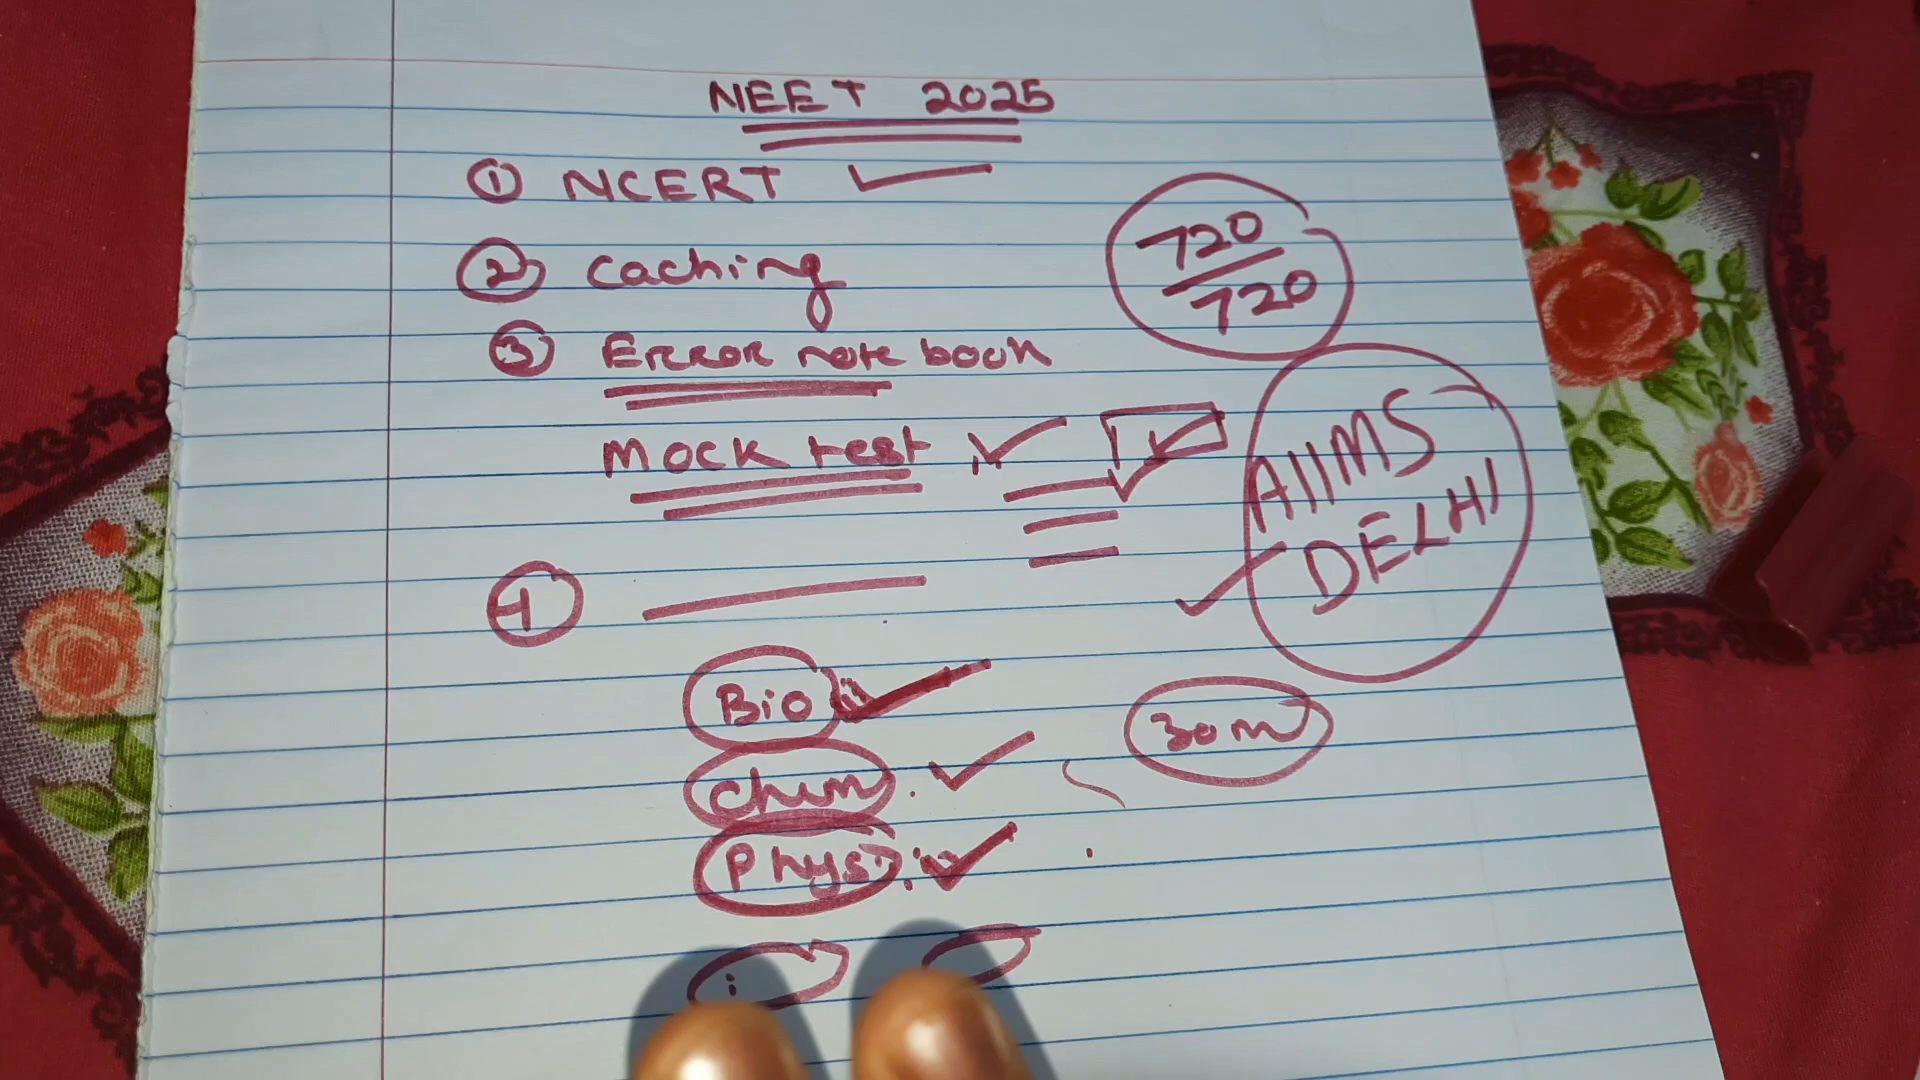 NEET 2025
① NCERT
② caching
720
720
③ Error note book
Mock test
AIIMS
DELHI
④
Bio
30m
Chem
Phys